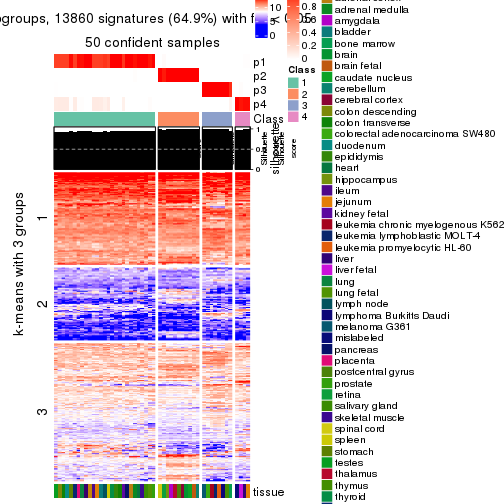 ogroups, 13860 signatures (64.9%) with f
50 confident samples
p1
p2
p3
p4
Class
1
0.5
0
silhouette
score
k-means with 3 groups
1
2
3
tissue
10
5
0
0.8
0.6
0.4
0.2
0
Class
1
2
3
4
adrenal medulla
amygdala
bladder
bone marrow
brain
brain fetal
caudate nucleus
cerebellum
cerebral cortex
colon descending
colon transverse
colorectal adenocarcinoma SW480
duodenum
epididymis
heart
hippocampus
ileum
jejunum
kidney fetal
leukemia chronic myelogenous K562
leukemia lymphoblastic MOLT-4
leukemia promyelocytic HL-60
liver
liver fetal
lung
lung fetal
lymph node
lymphoma Burkitts Daudi
melanoma G361
mislabeled
pancreas
placenta
postcentral gyrus
prostate
retina
salivary gland
skeletal muscle
spinal cord
spleen
stomach
testes
thalamus
thymus
thyroid